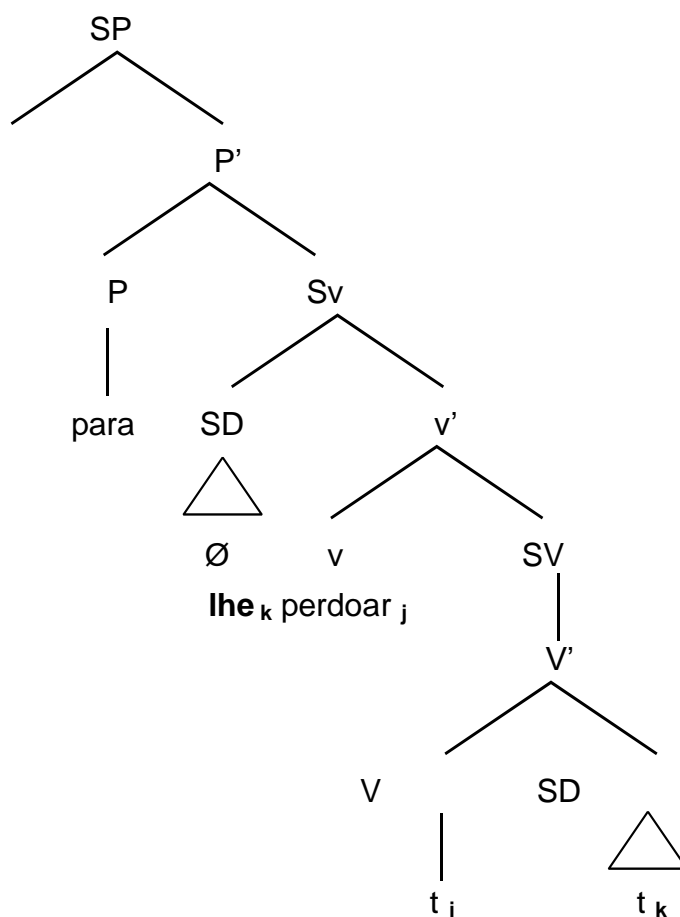 SP
P’
P Sv
para SD v’
Ø v SV
lhe k perdoar j
V’
V SD
t j t k